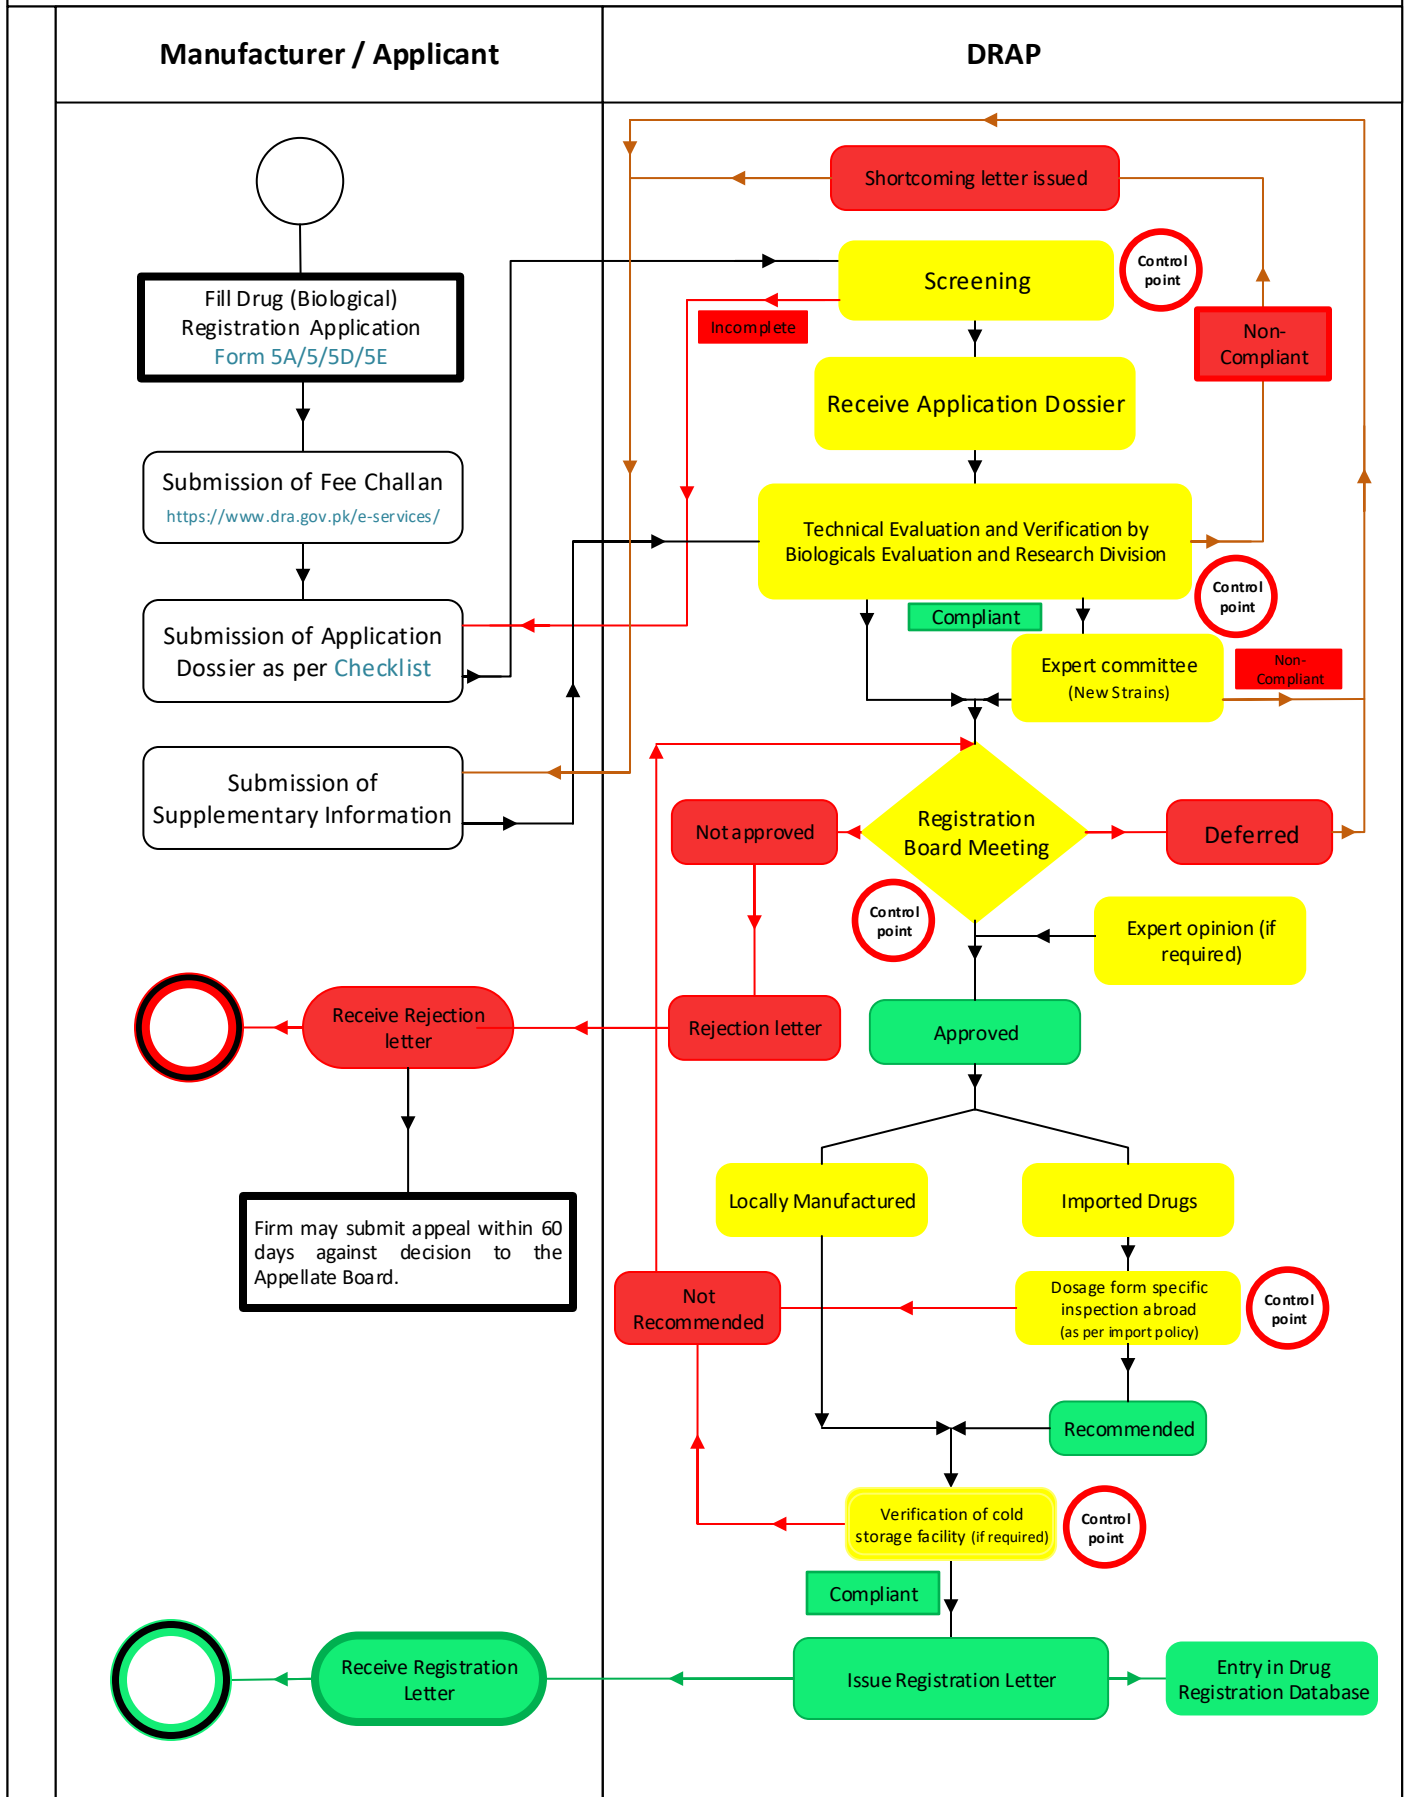 Manufacturer / Applicant
DRAP
Shortcoming letter issued
Screening
Control
point
Fill Drug (Biological)
Registration Application
Form 5A/5/5D/5E
Incomplete
Non-
Compliant
Receive Application Dossier
Submission of Fee Challan
https://www.dra.gov.pk/e-services/
Technical Evaluation and Verification by
Biologicals Evaluation and Research Division
Control
point
Compliant
Submission of Application
Dossier as per Checklist
Expert committee
(New Strains)
Non-
Compliant
Submission of
Supplementary Information
Not approved
Registration
Board Meeting
Deferred
Control
point
Expert opinion (if
required)
Receive Rejection
letter
Rejection letter
Approved
Locally Manufactured
Imported Drugs
Firm may submit appeal within 60
days against decision to the
Appellate Board.
Not
Recommended
Dosage form specific
inspection abroad
(as per import policy)
Control
point
Recommended
Verification of cold
storage facility (if required)
Control
point
Compliant
Receive Registration
Letter
Issue Registration Letter
Entry in Drug
Registration Database